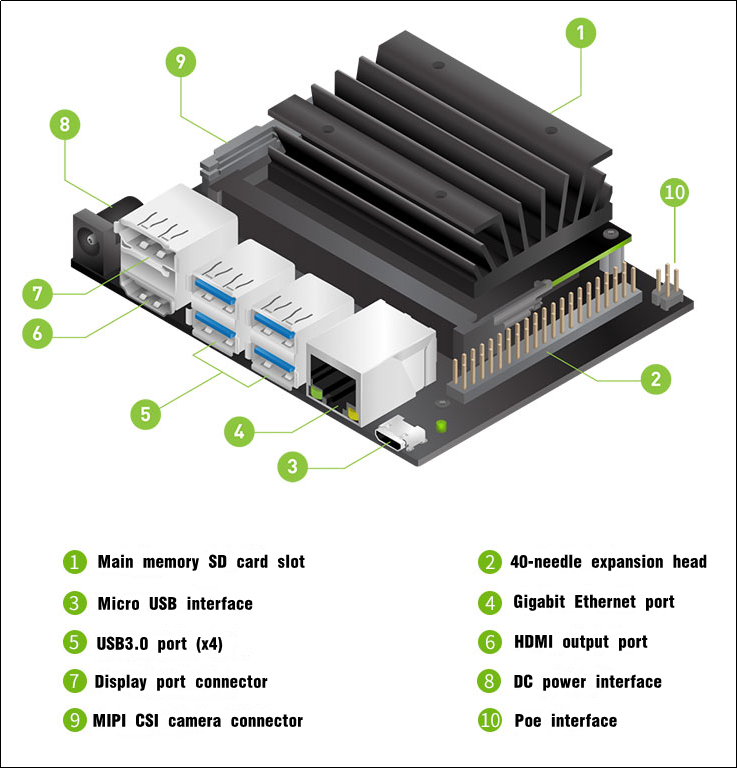 1
9
8
10
7
6
2
5
4
3
1 Main memory SD card slot
2 40-needle expansion head
3 Micro USB interface
4 Gigabit Ethernet port
5 USB3.0 port (x4)
6 HDMI output port
7 Display port connector
8 DC power interface
9 MIPI CSI camera connector
10 Poe interface